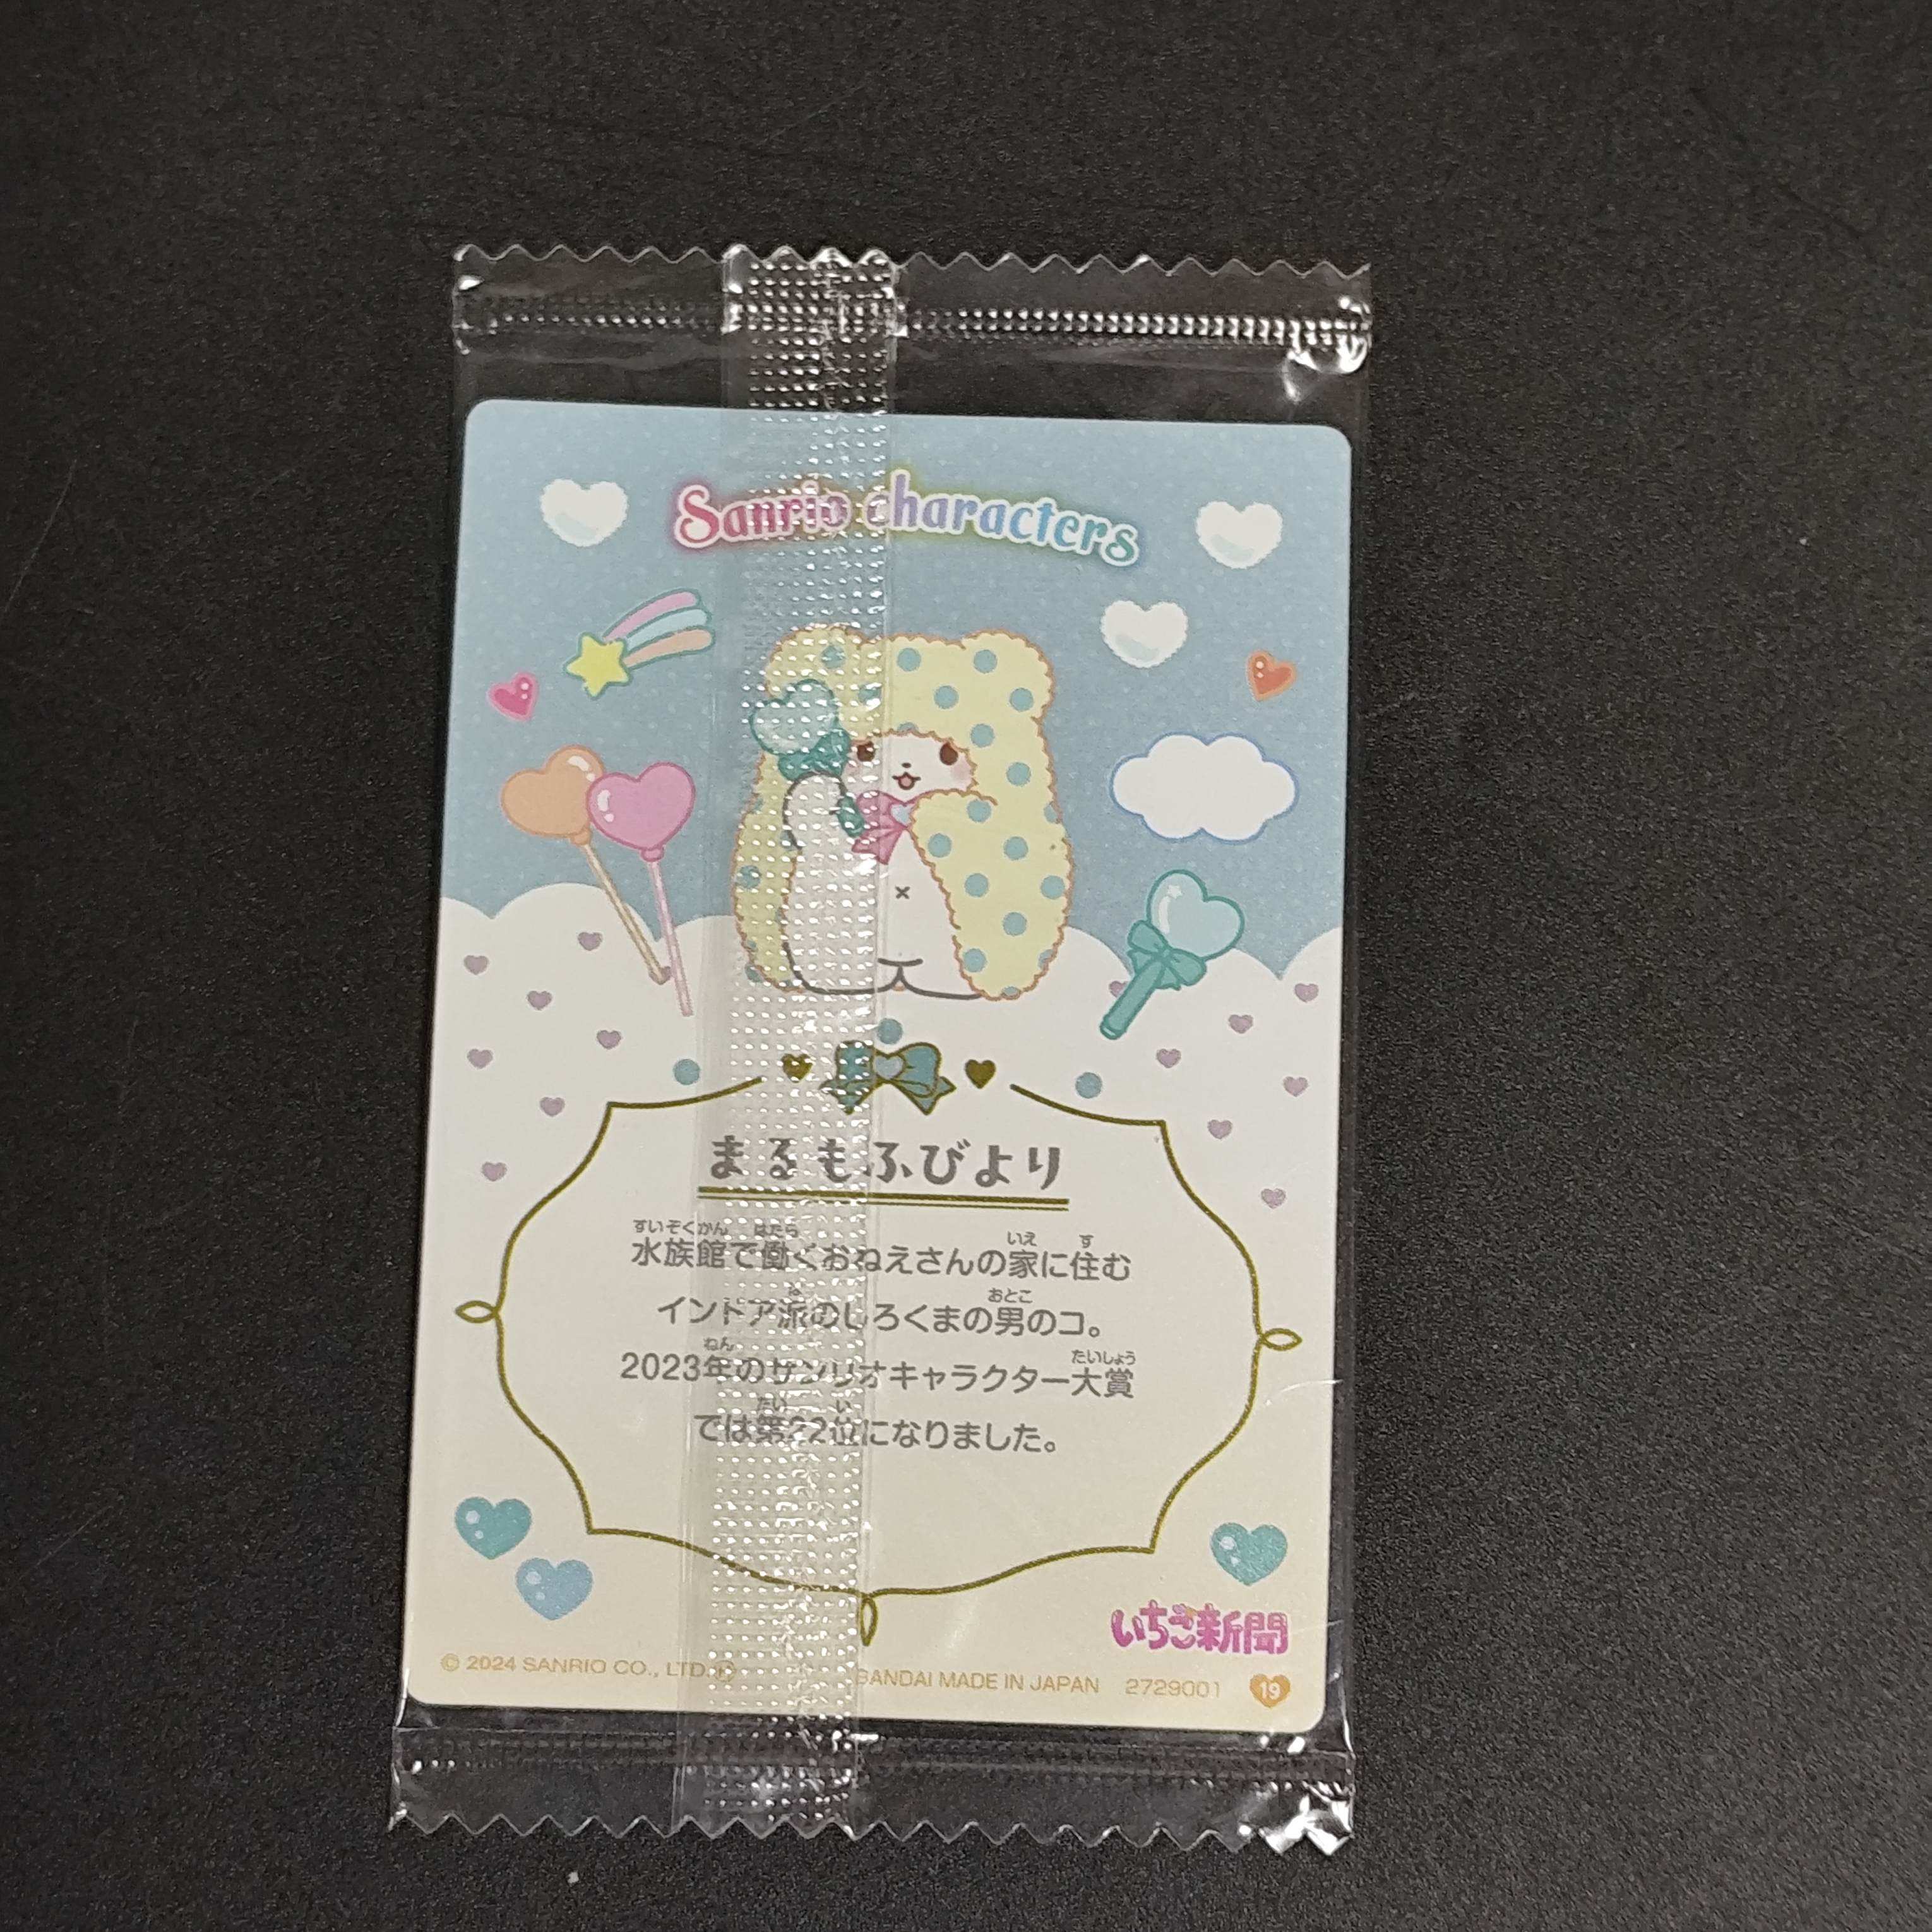 Sanrio characters
まるもふびより
すいぞくかん はたら いえ す
水族館で働くおねえさんの家に住む
は おとこ
インドア派のしろくまの男のコ。
ねん たいしょう
2023年のサンリオキャラクター大賞
だい い
では第22位になりました。
いちご新聞
© 2024 SANRIO CO., LTD. Ⓗ BANDAI MADE IN JAPAN 2729001 19